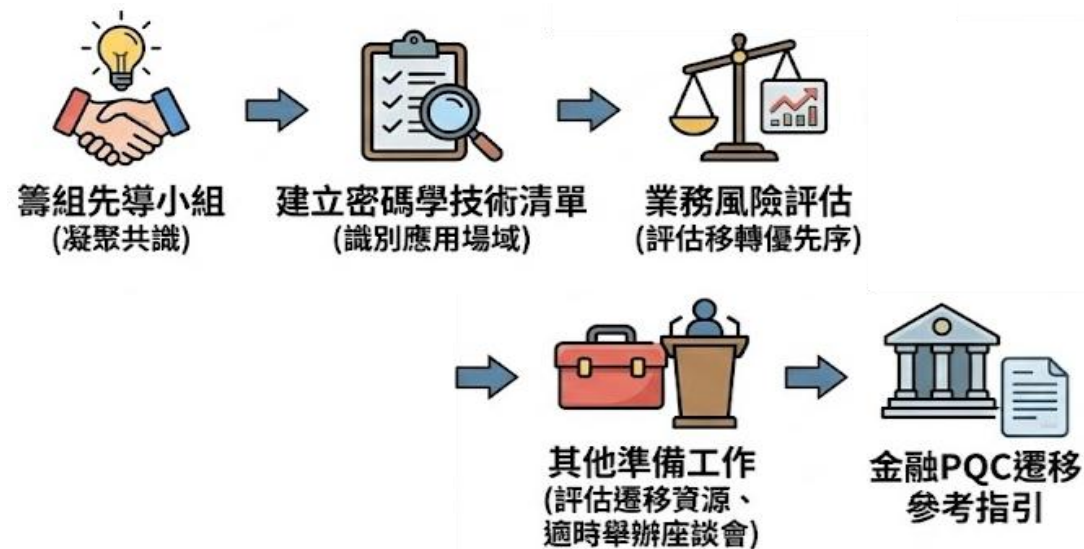 籌組先導小組
(凝聚共識)
建立密碼學技術清單
(識別應用場域)
業務風險評估
(評估移轉優先序)
其他準備工作
(評估遷移資源、
適時舉辦座談會)
金融PQC遷移
參考指引